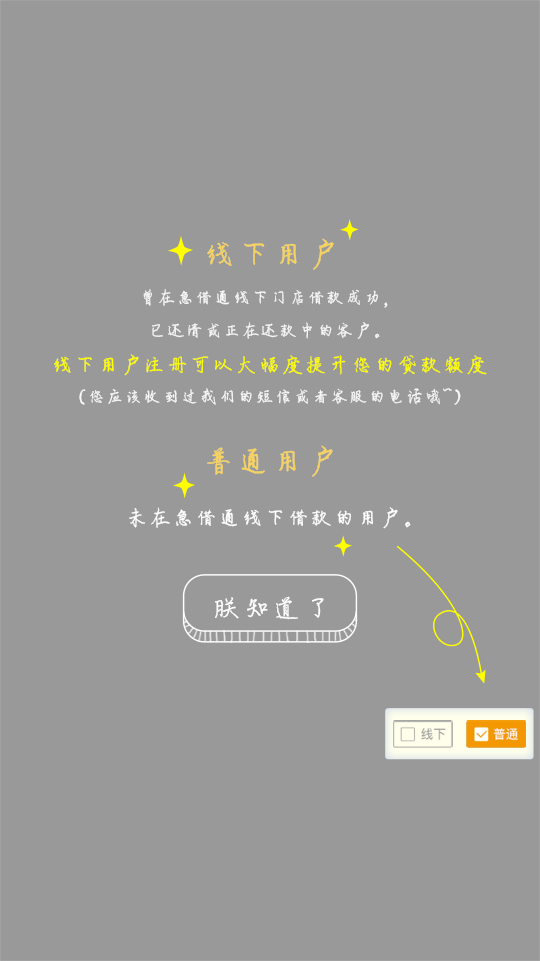 线下用户
曾在急借通线下门店借款成功，
已还清或正在还款中的客户。
线下用户注册可以大幅度提升您的贷款额度
(您应该收到过我们的短信或者客服的电话哦~)
普通用户
未在急借通线下借款的用户。
朕知道了
线下 普通